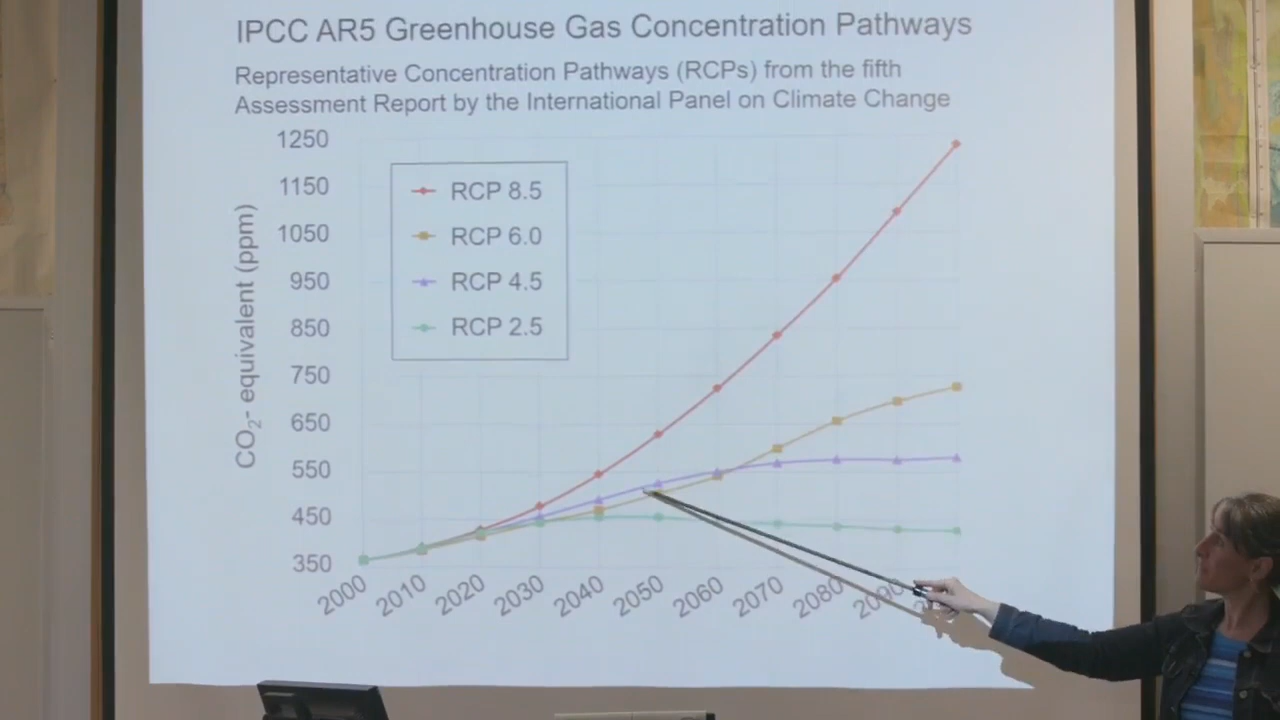 IPCC AR5 Greenhouse Gas Concentration Pathways
Representative Concentration Pathways (RCPs) from the fifth
Assessment Report by the International Panel on Climate Change
CO₂- equivalent (ppm)
1250
1150
1050
950
850
750
650
550
450
350
RCP 8.5
RCP 6.0
RCP 4.5
RCP 2.5
2000
2010
2020
2030
2040
2050
2060
2070
2080
2090